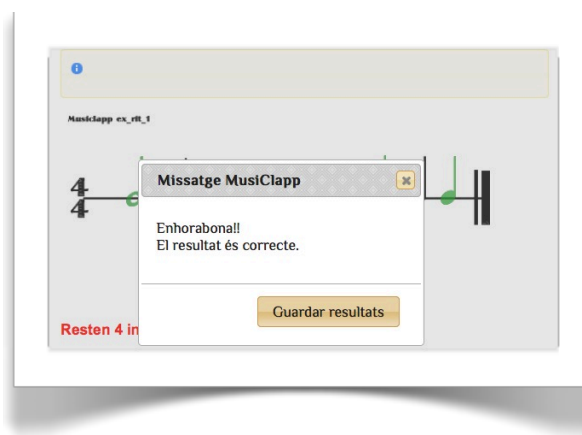 MusiClapp ex_rit_1
4
4
Missatge MusiClapp
Enhorabona!!
El resultat és correcte.
Guardar resultats
Resten 4 in